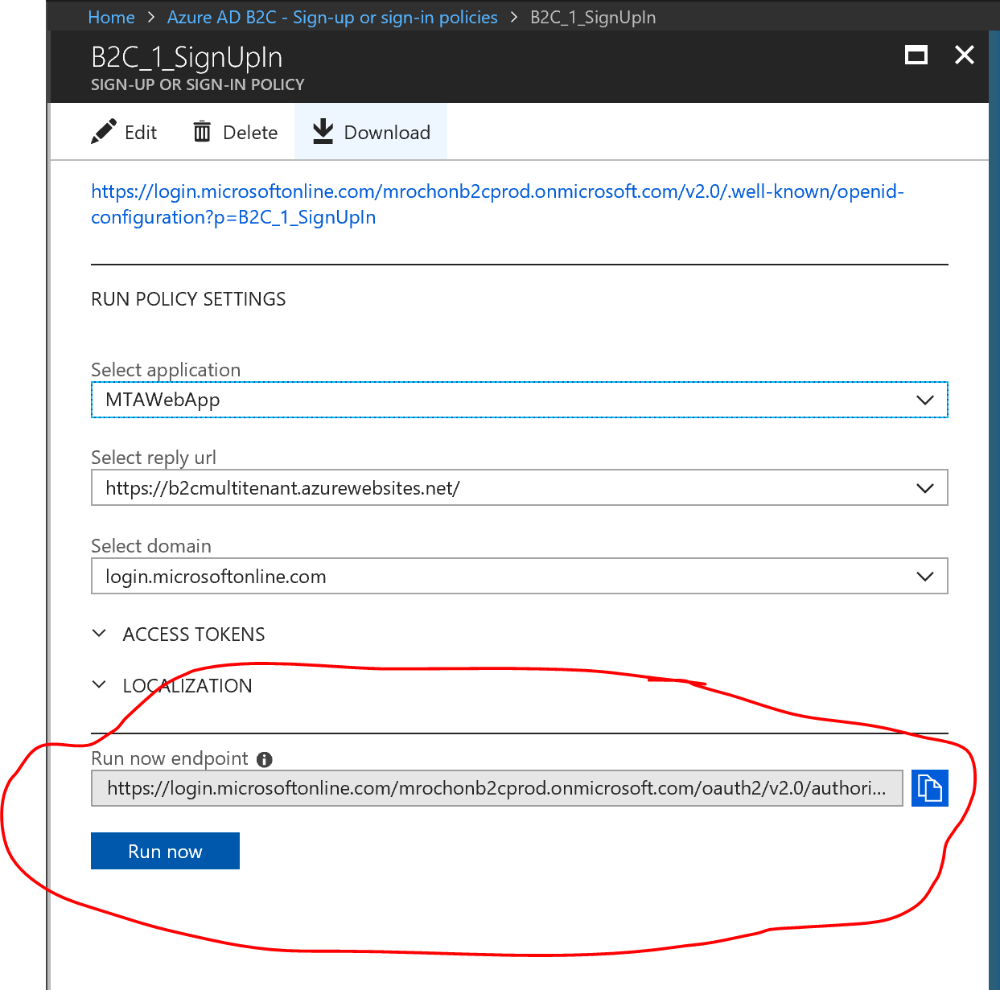 Home > Azure AD B2C - Sign-up or sign-in policies > B2C_1_SignUpIn
B2C_1_SignUpIn
SIGN-UP OR SIGN-IN POLICY
Edit Delete Download
https://login.microsoftonline.com/mrochonb2cprod.onmicrosoft.com/v2.0/.well-known/openid-
configuration?p=B2C_1_SignUpIn
RUN POLICY SETTINGS
Select application
MTAWebApp
Select reply url
https://b2cmultitenant.azurewebsites.net/
Select domain
login.microsoftonline.com
ACCESS TOKENS
LOCALIZATION
Run now endpoint
https://login.microsoftonline.com/mrochonb2cprod.onmicrosoft.com/oauth2/v2.0/authori...
Run now